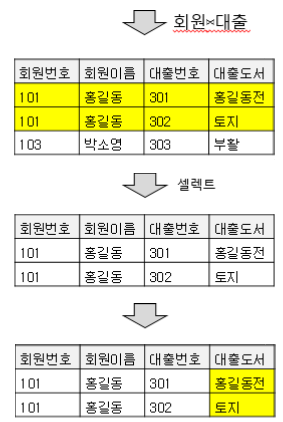 회원⋈대출
회원번호 회원이름 대출번호 대출도서
101 홍길동 301 홍길동전
101 홍길동 302 토지
103 박소영 303 부활
셀렉트
회원번호 회원이름 대출번호 대출도서
101 홍길동 301 홍길동전
101 홍길동 302 토지
회원번호 회원이름 대출번호 대출도서
101 홍길동 301 홍길동전
101 홍길동 302 토지